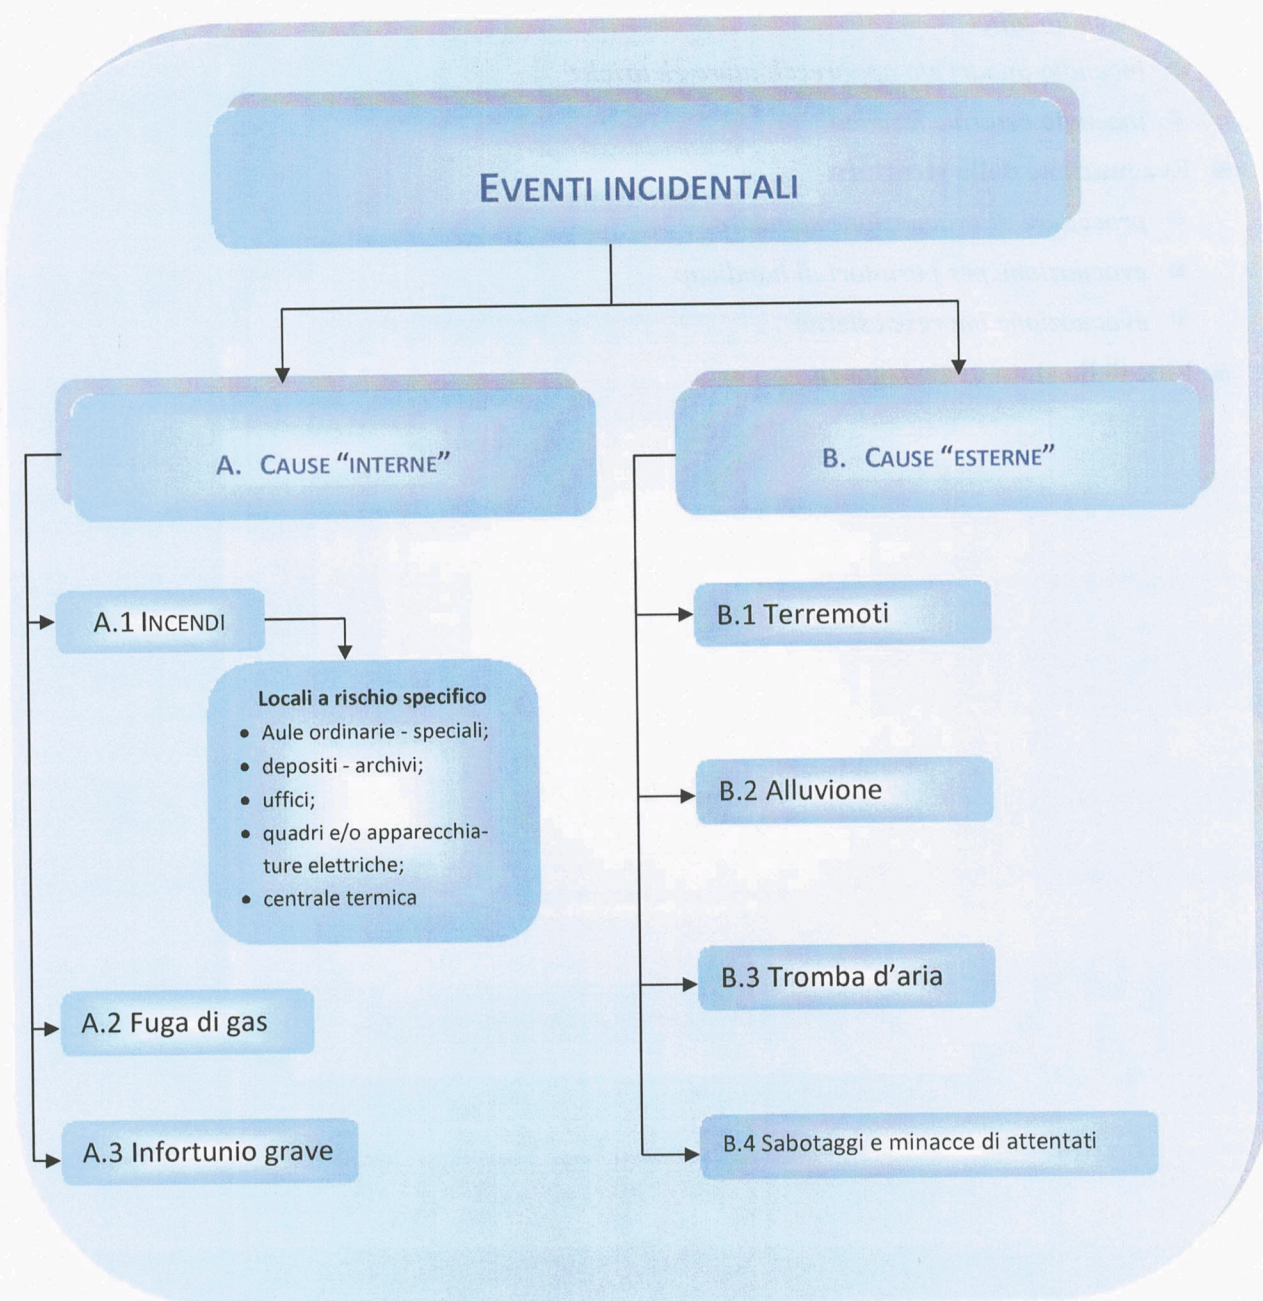 EVENTI INCIDENTALI
A. CAUSE “INTERNE”
B. CAUSE “ESTERNE”
A.1 INCENDI
Locali a rischio specifico
• Aule ordinarie - speciali;
• depositi - archivi;
• uffici;
• quadri e/o apparecchia-
ture elettriche;
• centrale termica
A.2 Fuga di gas
A.3 Infortunio grave
B.1 Terremoti
B.2 Alluvione
B.3 Tromba d’aria
B.4 Sabotaggi e minacce di attentati